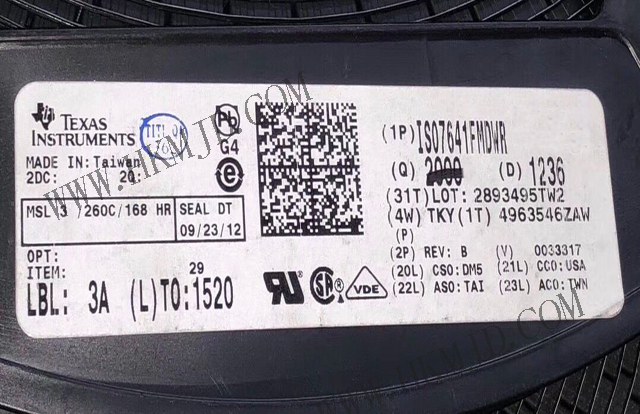 TEXAS
INSTRUMENTS
MADE IN: Taiwan
2DC: 2Q:
Pb
G4
e
MSL 3 /260C/168 HR
SEAL DT
09/23/12
OPT:
ITEM: 29
LBL: 3A (L)TO:1520
VDE
(1P) ISO7641FMDWR
(Q) 2000 (D) 1236
(31T) LOT: 2893495TW2
(4W) TKY(1T) 4963546ZAW
(P)
(2P) REV: B (V) 0033317
(20L) CSO:DM5 (21L) CCO:USA
(22L) ASO:TAI (23L) ACO:TWN